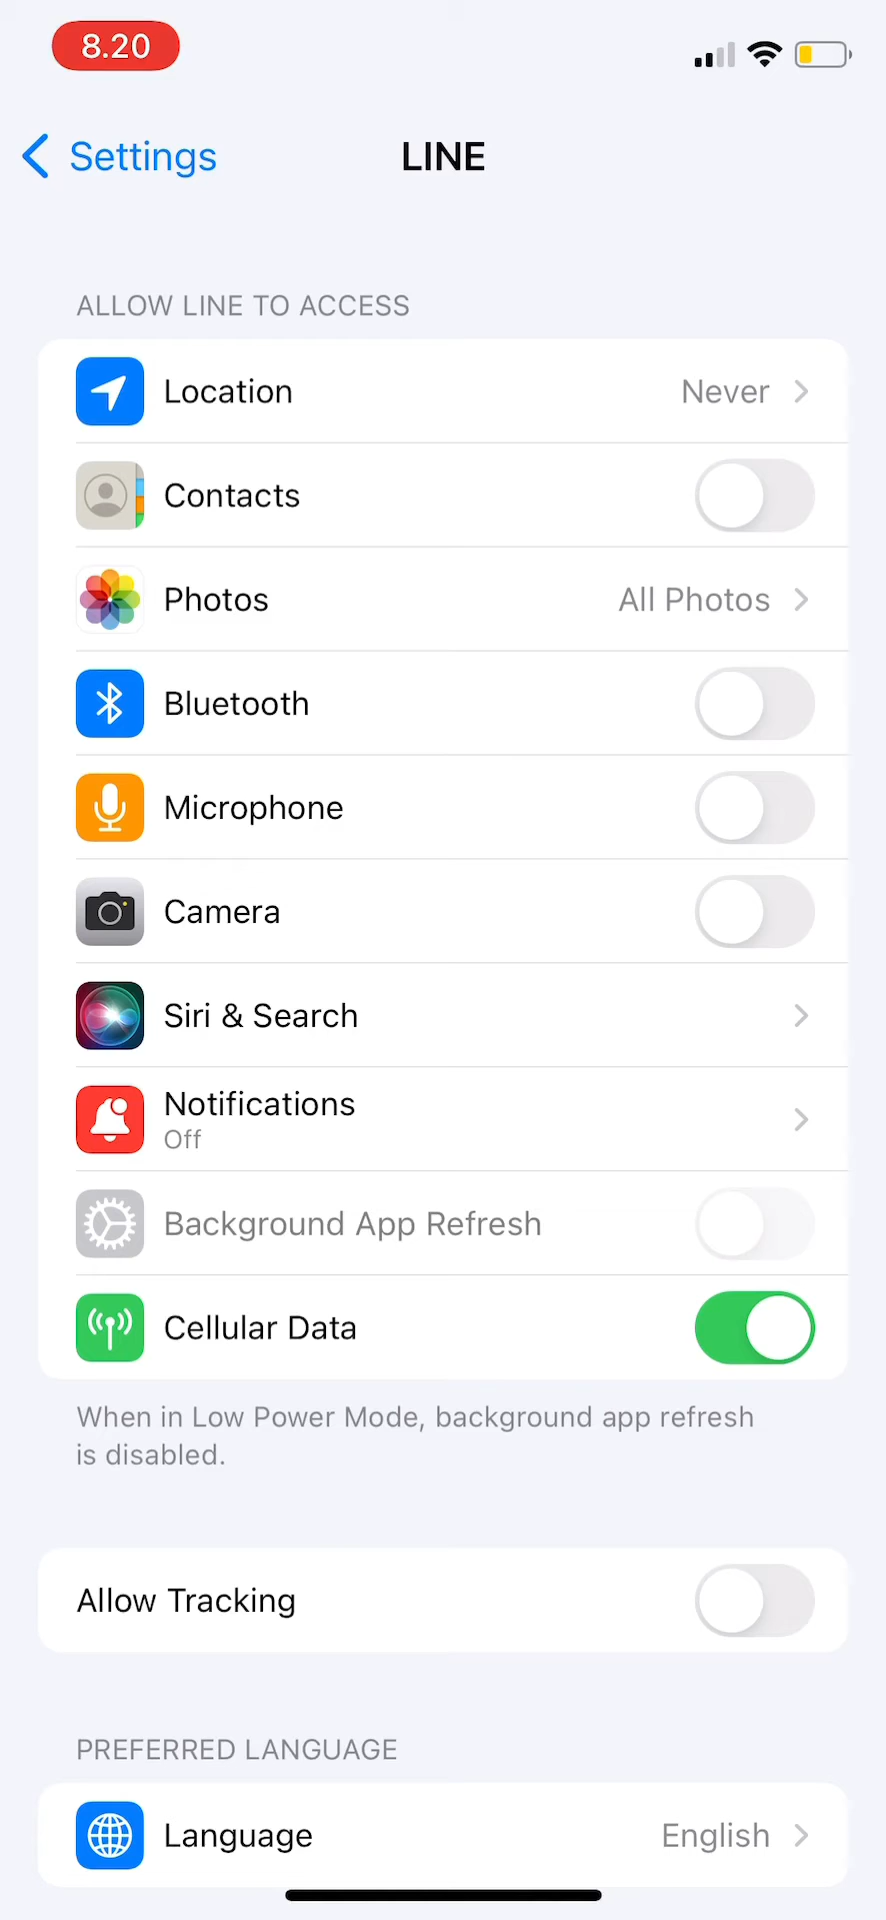 8.20
Settings
LINE
ALLOW LINE TO ACCESS
Location Never
Contacts
Photos All Photos
Bluetooth
Microphone
Camera
Siri & Search
Notifications
Off
Background App Refresh
Cellular Data
When in Low Power Mode, background app refresh
is disabled.
Allow Tracking
PREFERRED LANGUAGE
Language English